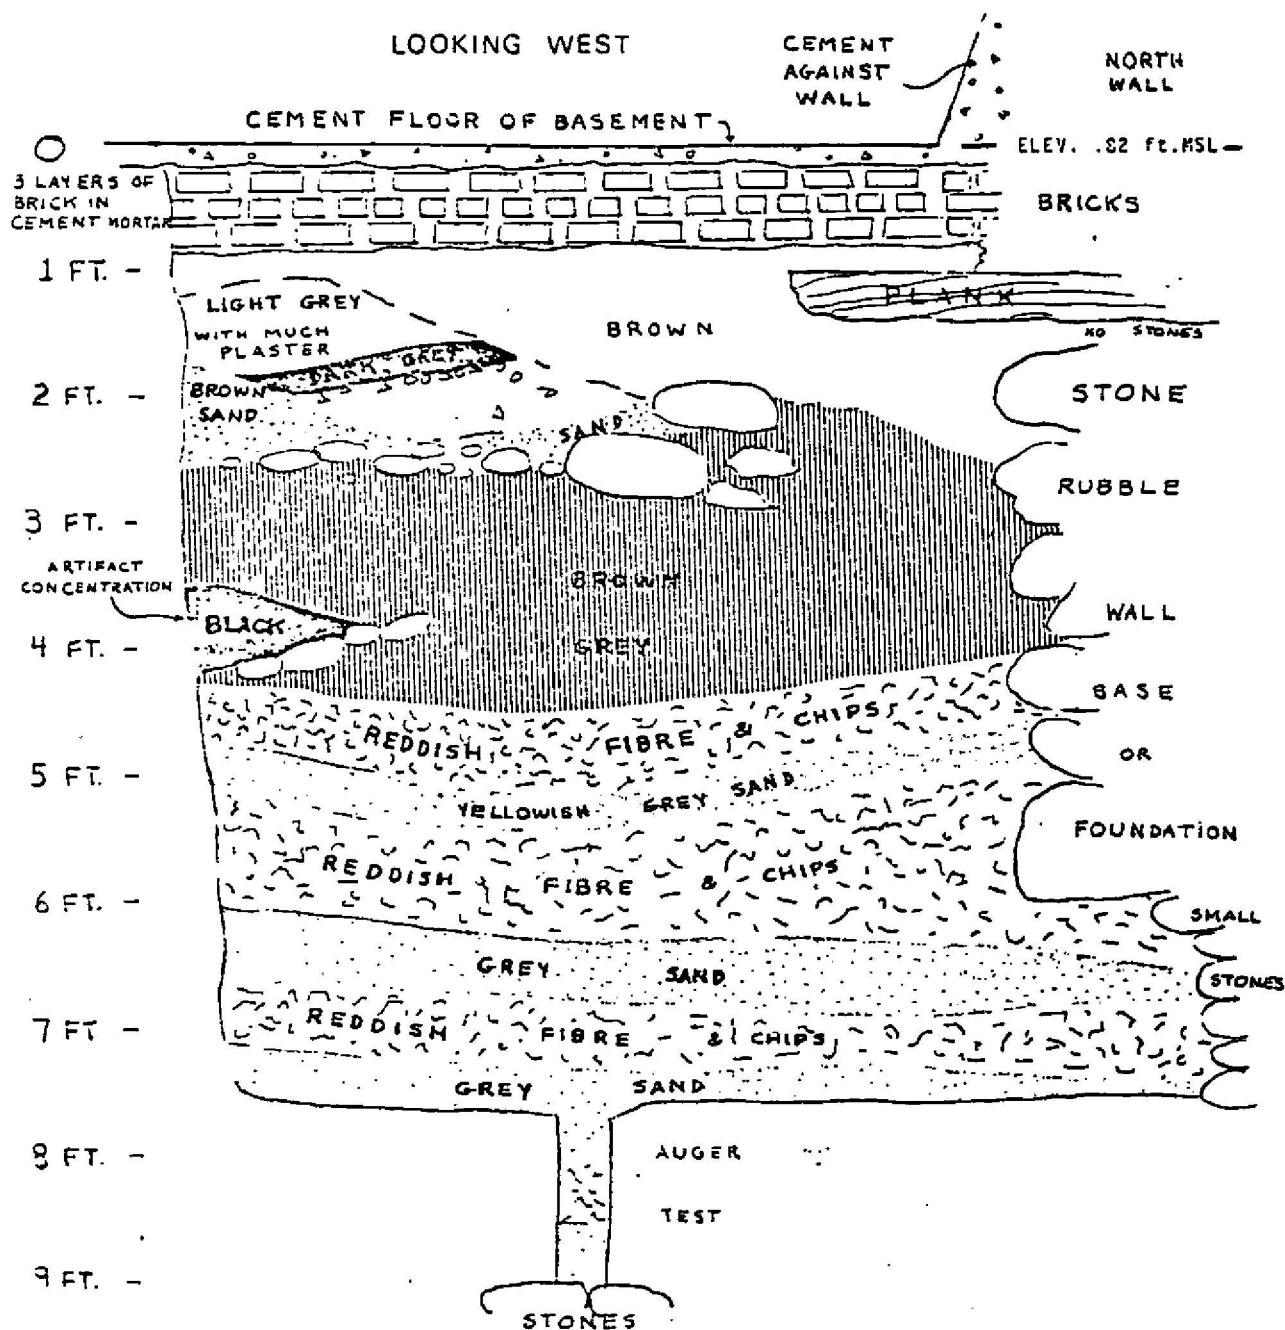 LOOKING WEST
CEMENT
AGAINST
WALL
NORTH
WALL
CEMENT FLOOR OF BASEMENT
O
ELEV. .82 ft. MSL
3 LAYERS OF
BRICK IN
CEMENT MORTAR
BRICKS
1 FT.
PLANK
LIGHT GREY
WITH MUCH
PLASTER
BROWN
NO STONES
DARK GREY
2 FT.
BROWN
SAND
SAND
STONE
RUBBLE
3 FT.
ARTIFACT
CONCENTRATION
BROWN
GREY
BLACK
WALL
4 FT.
BASE
REDDISH FIBRE & CHIPS
5 FT.
OR
YELLOWISH GREY SAND
FOUNDATION
REDDISH FIBRE & CHIPS
6 FT.
SMALL
STONES
GREY SAND
7 FT
REDDISH FIBRE & CHIPS
GREY SAND
8 FT.
AUGER
TEST
9 FT.
STONES